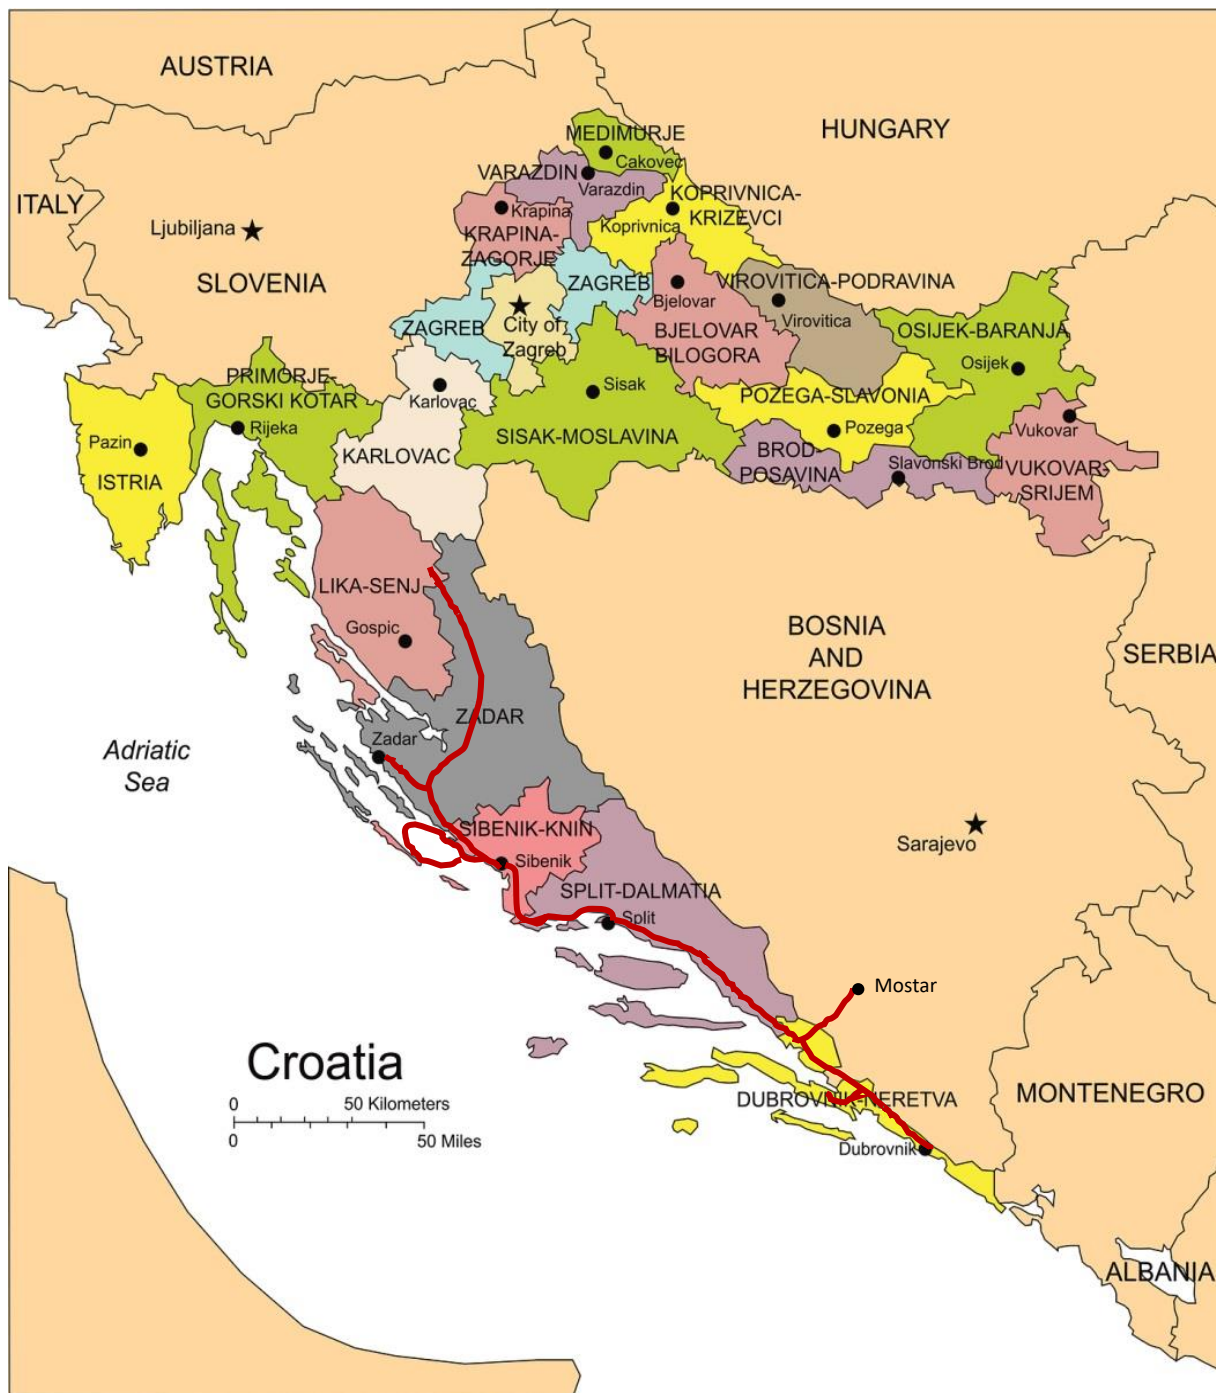 AUSTRIA
HUNGARY
MEDIMURJE
Cakovec
VARAZDIN
Varazdin
ITALY
KOPRIVNICA-
KRIZEVCI
Koprivnica
Krapina
KRAPINA-
ZAGORJE
Ljubiljana
SLOVENIA
ZAGREB
VIROVITICA-PODRAVINA
Virovitica
Bjelovar
BJELOVAR
BILOGORA
ZAGREB
City of
Zagreb
OSIJEK-BARANJA
Osijek
PRIMORJE-
GORSKI KOTAR
Rijeka
Karlovac
Sisak
POZEGA-SLAVONIA
Pozega
Vukovar
Pazin
ISTRIA
KARLOVAC
SISAK-MOSLAVINA
BROD-
POSAVINA
Slavonski Brod
VUKOVAR-
SRIJEM
LIKA-SENJ
Gospic
BOSNIA
AND
HERZEGOVINA
SERBIA
ZADAR
Zadar
Adriatic
Sea
SIBENIK-KNIN
Sibenik
Sarajevo
SPLIT-DALMATIA
Split
Mostar
Croatia
0 50 Kilometers
0 50 Miles
DUBROVNIK-NERETVA
Dubrovnik
MONTENEGRO
ALBANIA